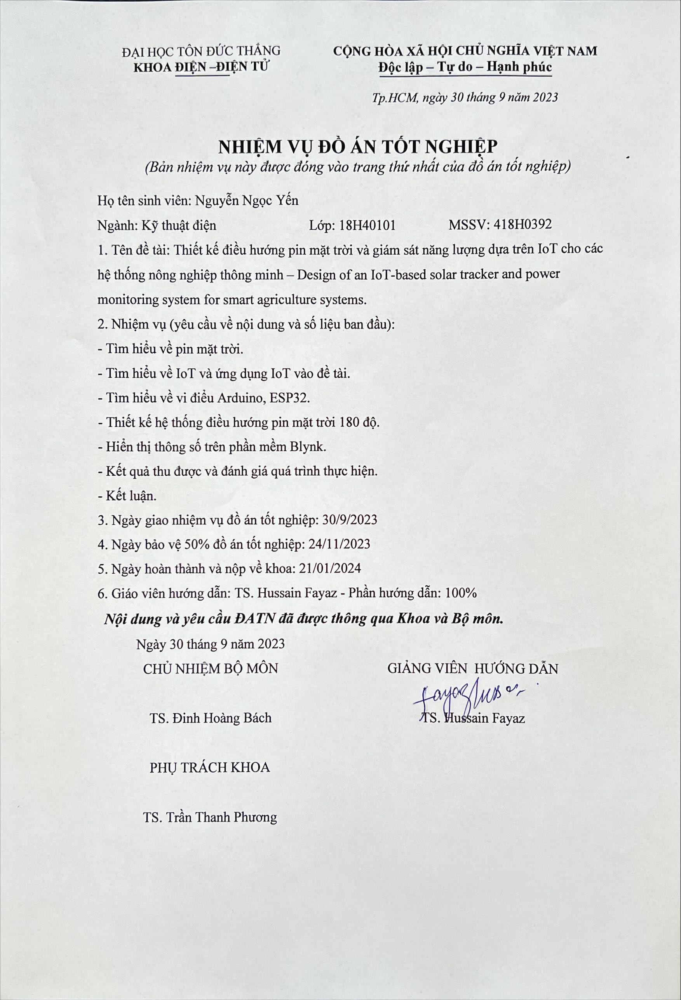 ĐẠI HỌC TÔN ĐỨC THẮNG
KHOA ĐIỆN –ĐIỆN TỬ
CỘNG HÒA XÃ HỘI CHỦ NGHĨA VIỆT NAM
Độc lập – Tự do – Hạnh phúc
Tp.HCM, ngày 30 tháng 9 năm 2023
NHIỆM VỤ ĐỒ ÁN TỐT NGHIỆP
(Bản nhiệm vụ này được đóng vào trang thứ nhất của đồ án tốt nghiệp)
Họ tên sinh viên: Nguyễn Ngọc Yến
Ngành: Kỹ thuật điện Lớp: 18H40101 MSSV: 418H0392
1. Tên đề tài: Thiết kế điều hướng pin mặt trời và giám sát năng lượng dựa trên IoT cho các
hệ thống nông nghiệp thông minh – Design of an IoT-based solar tracker and power
monitoring system for smart agriculture systems.
2. Nhiệm vụ (yêu cầu về nội dung và số liệu ban đầu):
- Tìm hiểu về pin mặt trời.
- Tìm hiểu về IoT và ứng dụng IoT vào đề tài.
- Tìm hiểu về vi điểu Arduino, ESP32.
- Thiết kế hệ thống điều hướng pin mặt trời 180 độ.
- Hiển thị thông số trên phần mềm Blynk.
- Kết quả thu được và đánh giá quá trình thực hiện.
- Kết luận.
3. Ngày giao nhiệm vụ đồ án tốt nghiệp: 30/9/2023
4. Ngày bảo vệ 50% đồ án tốt nghiệp: 24/11/2023
5. Ngày hoàn thành và nộp về khoa: 21/01/2024
6. Giáo viên hướng dẫn: TS. Hussain Fayaz - Phần hướng dẫn: 100%
Nội dung và yêu cầu ĐATN đã được thông qua Khoa và Bộ môn.
Ngày 30 tháng 9 năm 2023
CHỦ NHIỆM BỘ MÔN
GIẢNG VIÊN HƯỚNG DẪN
TS. Đinh Hoàng Bách
TS. Hussain Fayaz
PHỤ TRÁCH KHOA
TS. Trần Thanh Phương